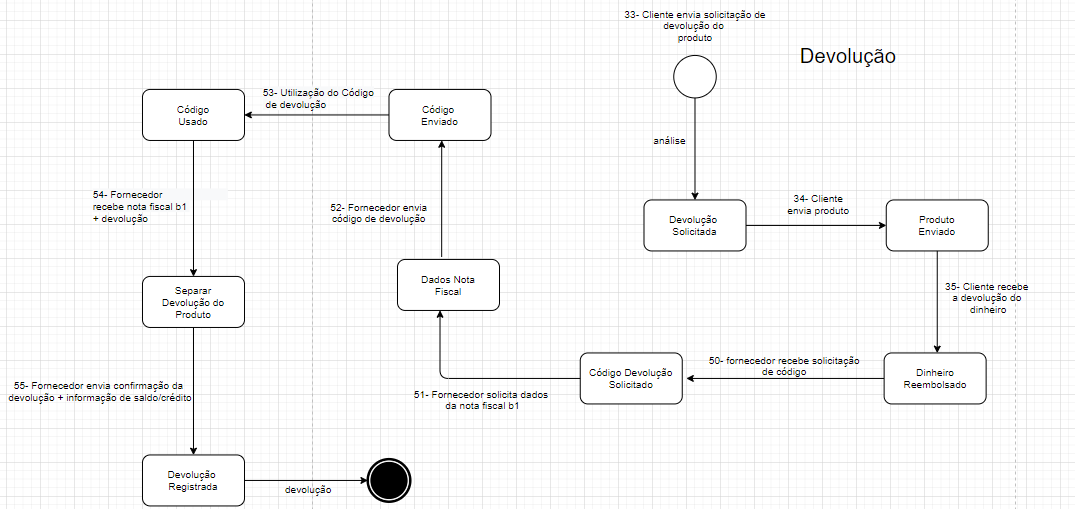 33- Cliente envia solicitação de
devolução do
produto
Devolução
análise
Devolução
Solicitada
34- Cliente
envia produto
Produto
Enviado
35- Cliente recebe
a devolução do
dinheiro
Dinheiro
Reembolsado
50- fornecedor recebe solicitação
de código
Código Devolução
Solicitado
51- Fornecedor solicita dados
da nota fiscal b1
Dados Nota
Fiscal
52- Fornecedor envia
código de devolução
Código
Enviado
53- Utilização do Código
de devolução
Código
Usado
54- Fornecedor
recebe nota fiscal b1
+ devolução
Separar
Devolução do
Produto
55- Fornecedor envia confirmação da
devolução + informação de saldo/crédito
Devolução
Registrada
devolução